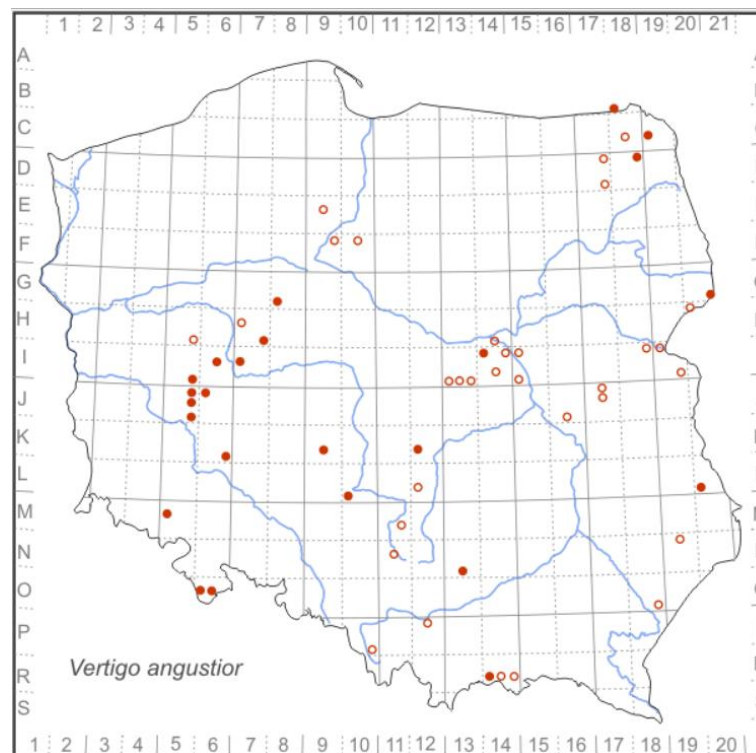 1 2 3 4 5 6 7 8 9 10 11 12 13 14 15 16 17 18 19 20 21
A
B
C
D
E
F
G
H
I
J
K
L
M
N
O
P
R
S
Vertigo angustior
1 2 3 4 5 6 7 8 9 10 11 12 13 14 15 16 17 18 19 20